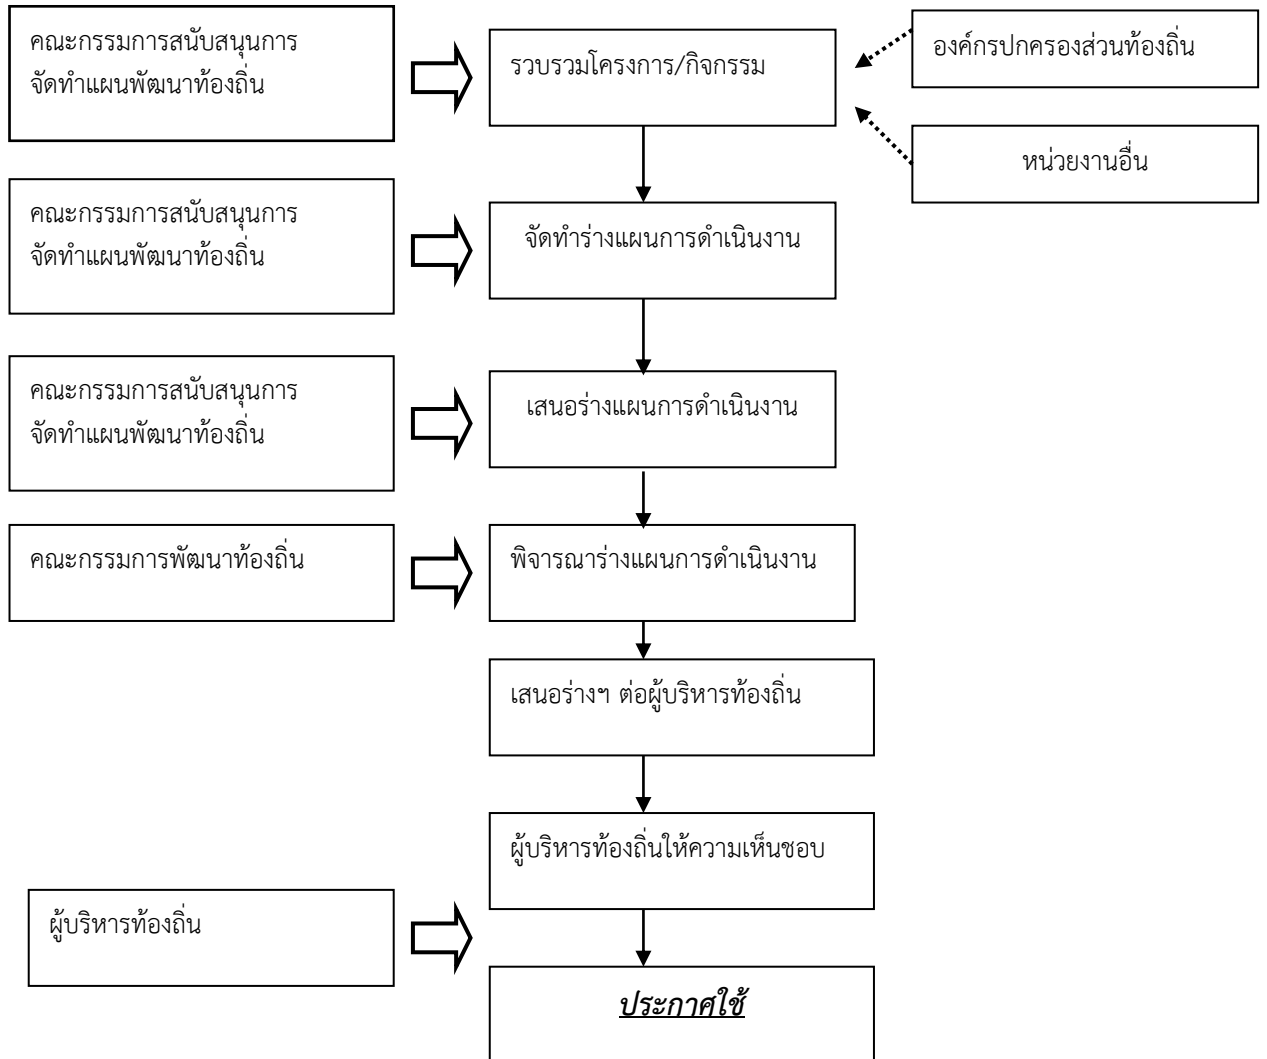 คณะกรรมการสนับสนุนการ
จัดทำแผนพัฒนาท้องถิ่น
รวบรวมโครงการ/กิจกรรม
องค์กรปกครองส่วนท้องถิ่น
หน่วยงานอื่น
คณะกรรมการสนับสนุนการ
จัดทำแผนพัฒนาท้องถิ่น
จัดทำร่างแผนการดำเนินงาน
คณะกรรมการสนับสนุนการ
จัดทำแผนพัฒนาท้องถิ่น
เสนอร่างแผนการดำเนินงาน
คณะกรรมการพัฒนาท้องถิ่น
พิจารณาร่างแผนการดำเนินงาน
เสนอร่างฯ ต่อผู้บริหารท้องถิ่น
ผู้บริหารท้องถิ่นให้ความเห็นชอบ
ผู้บริหารท้องถิ่น
ประกาศใช้